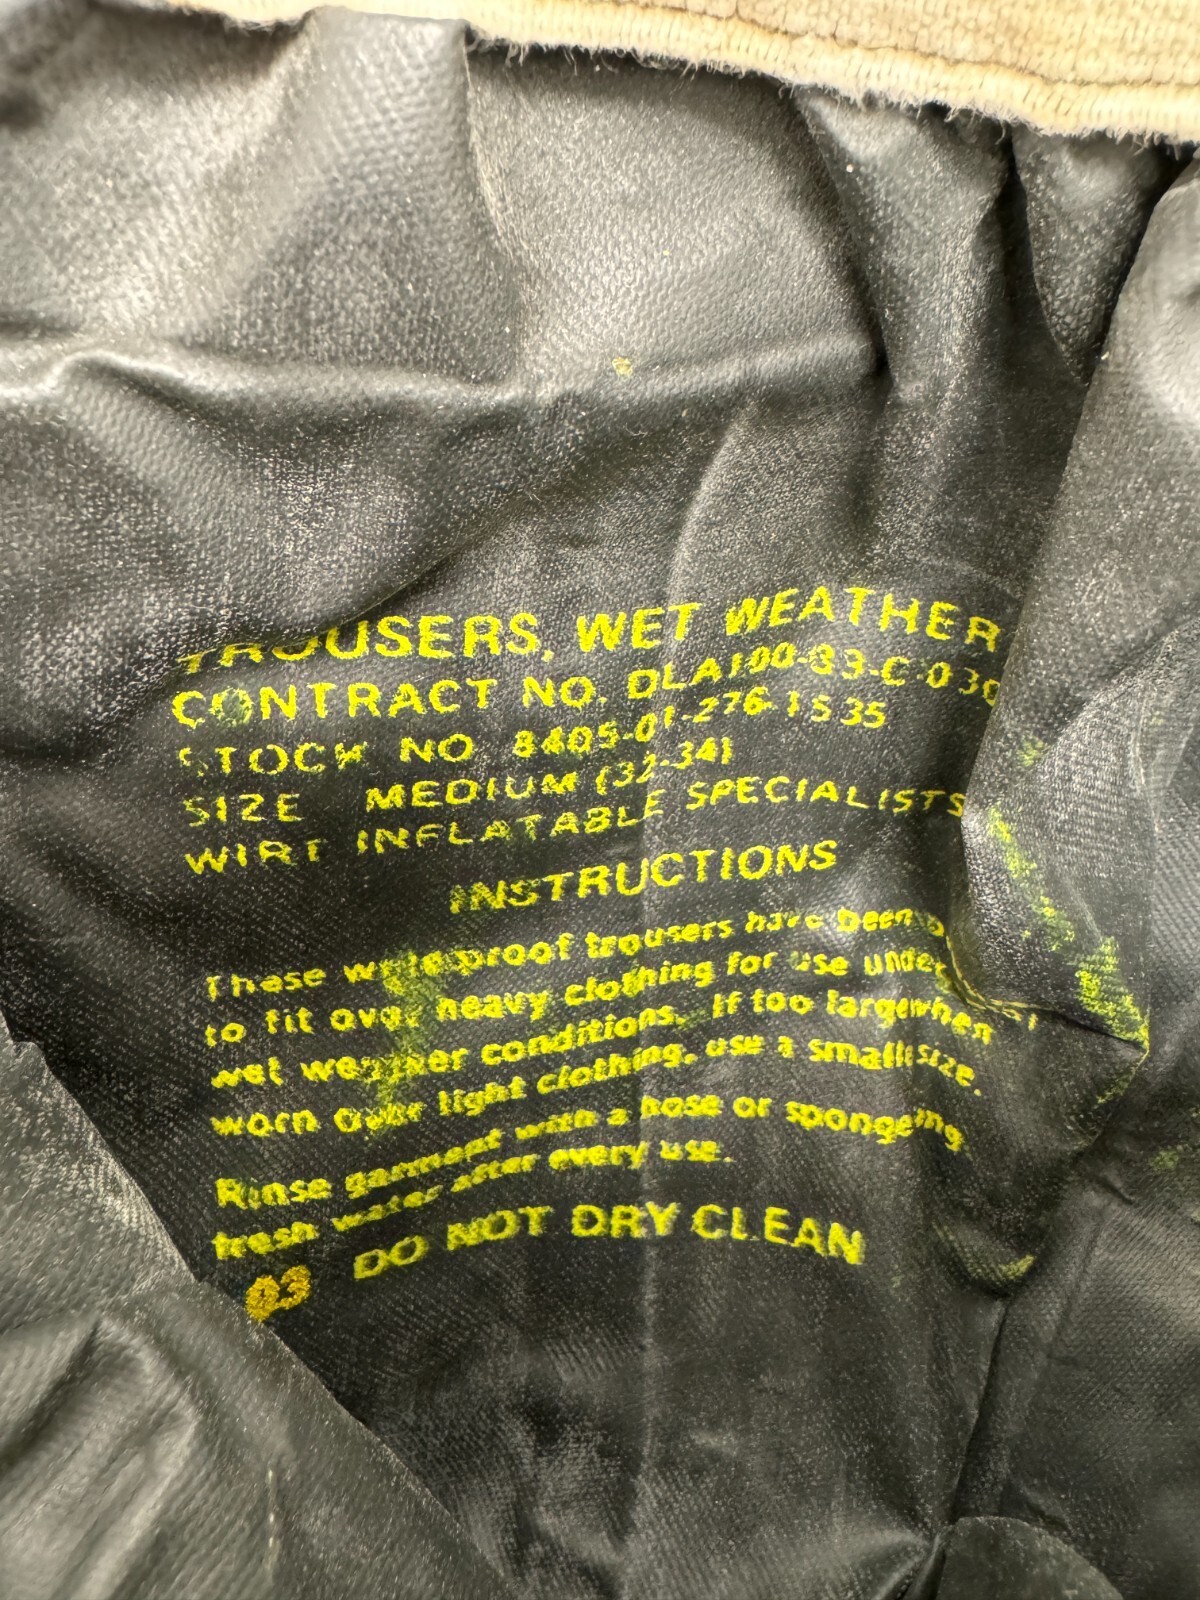 TROUSERS, WET WEATHER
CONTRACT NO. DLA100-83-C-030
STOCK NO 8405-01-276-1535
SIZE MEDIUM (32-34)
WIRE INFLATABLE SPECIALISTS
INSTRUCTIONS
These waterproof trousers have been
to fit over heavy clothing for use under
wet weather conditions. If too large when
worn over light clothing, use a smaller size.
Rinse garment with a hose or sponge
fresh water after every use.
DO NOT DRY CLEAN
03